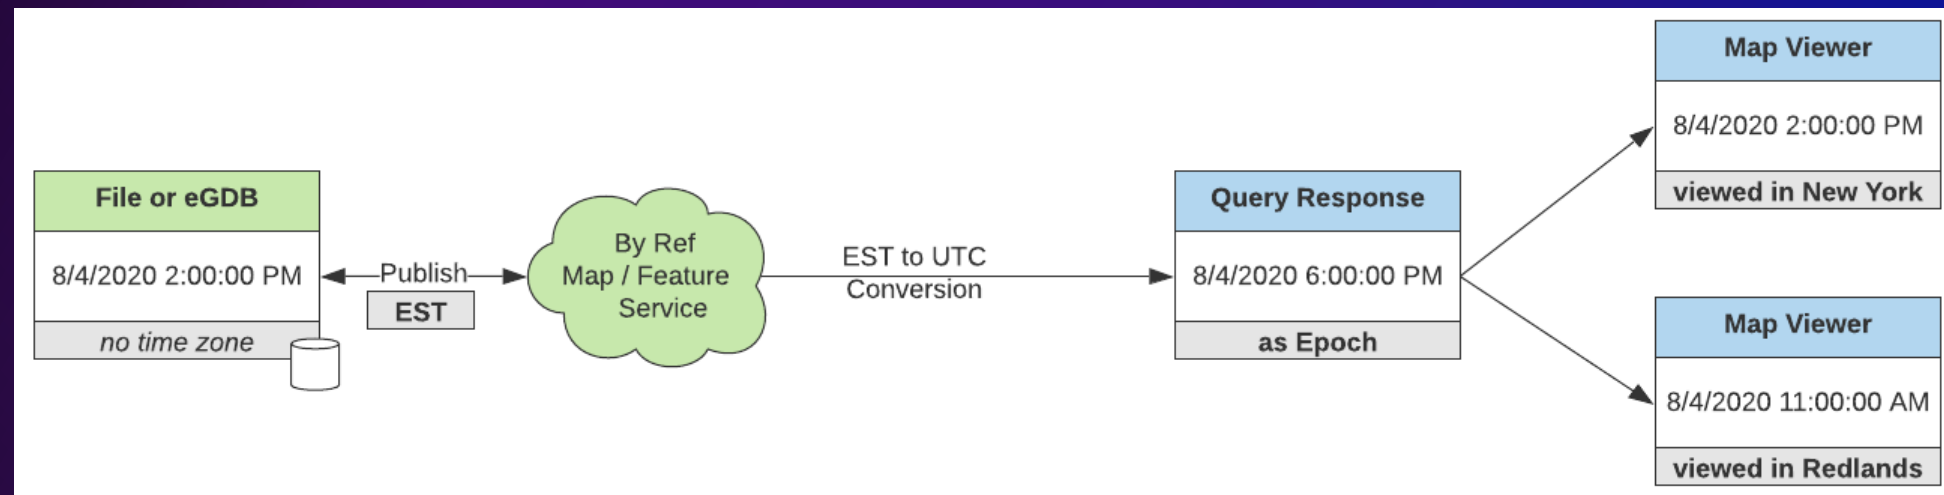 File or eGDB
8/4/2020 2:00:00 PM
no time zone
Publish
EST
By Ref
Map / Feature
Service
EST to UTC
Conversion
Query Response
8/4/2020 6:00:00 PM
as Epoch
Map Viewer
8/4/2020 2:00:00 PM
viewed in New York
Map Viewer
8/4/2020 11:00:00 AM
viewed in Redlands